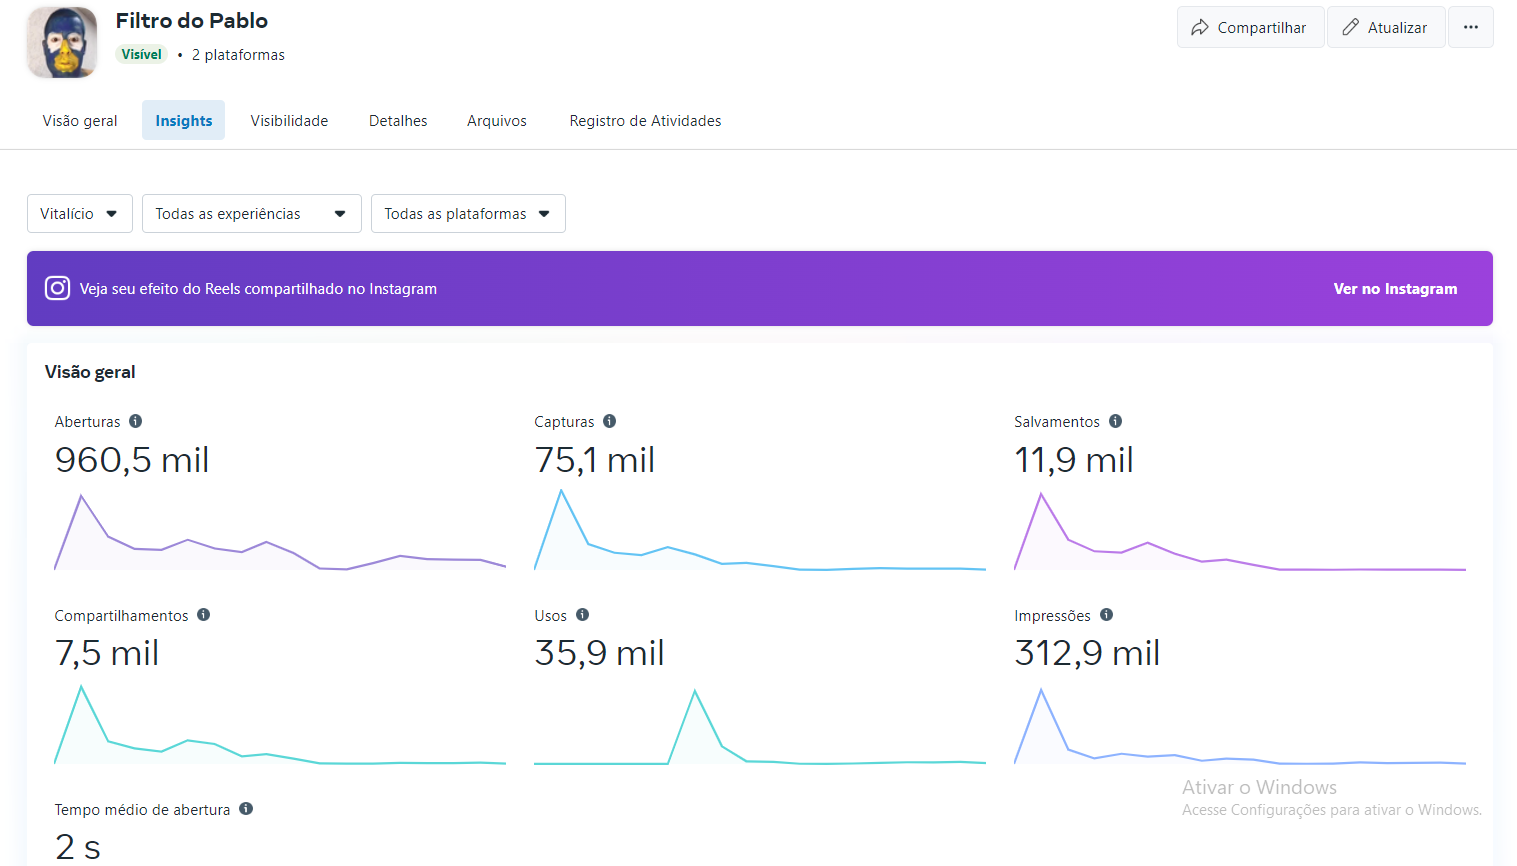 Filtro do Pablo
Visível • 2 plataformas
Compartilhar
Atualizar
Visão geral
Insights
Visibilidade
Detalhes
Arquivos
Registro de Atividades
Vitalício
Todas as experiências
Todas as plataformas
Veja seu efeito do Reels compartilhado no Instagram
Ver no Instagram
Visão geral
Aberturas
960,5 mil
Capturas
75,1 mil
Salvamentos
11,9 mil
Compartilhamentos
7,5 mil
Usos
35,9 mil
Impressões
312,9 mil
Tempo médio de abertura
2 s
Ativar o Windows
Acesse Configurações para ativar o Windows.